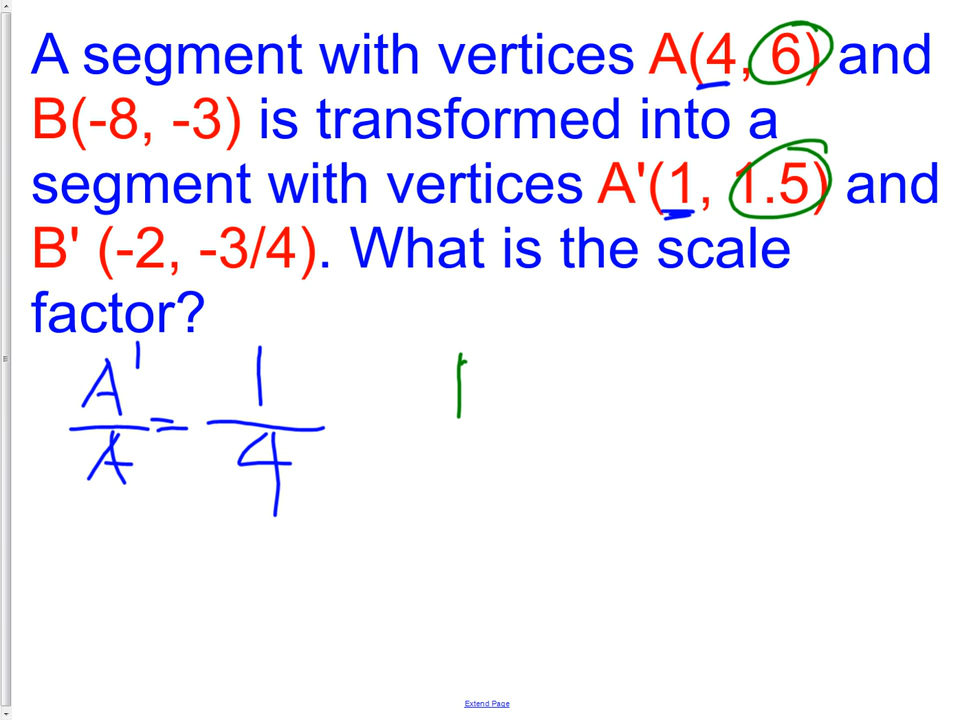 A segment with vertices A(4, 6) and
B(-8, -3) is transformed into a
segment with vertices A'(1, 1.5) and
B' (-2, -3/4). What is the scale
factor?
A'/A = 1/4
Extend Page